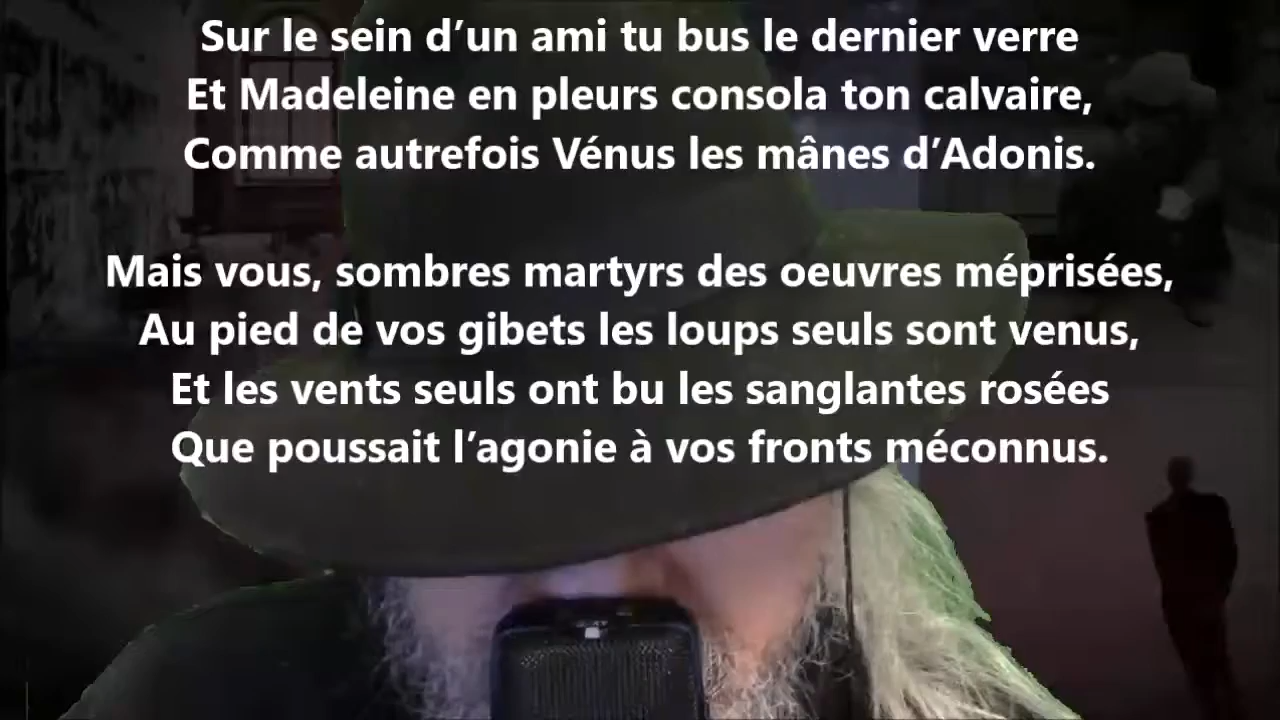 Sur le sein d’un ami tu bus le dernier verre
Et Madeleine en pleurs consola ton calvaire,
Comme autrefois Vénus les mânes d’Adonis.
Mais vous, sombres martyrs des oeuvres méprisées,
Au pied de vos gibets les loups seuls sont venus,
Et les vents seuls ont bu les sanglantes rosées
Que poussait l’agonie à vos fronts méconnus.